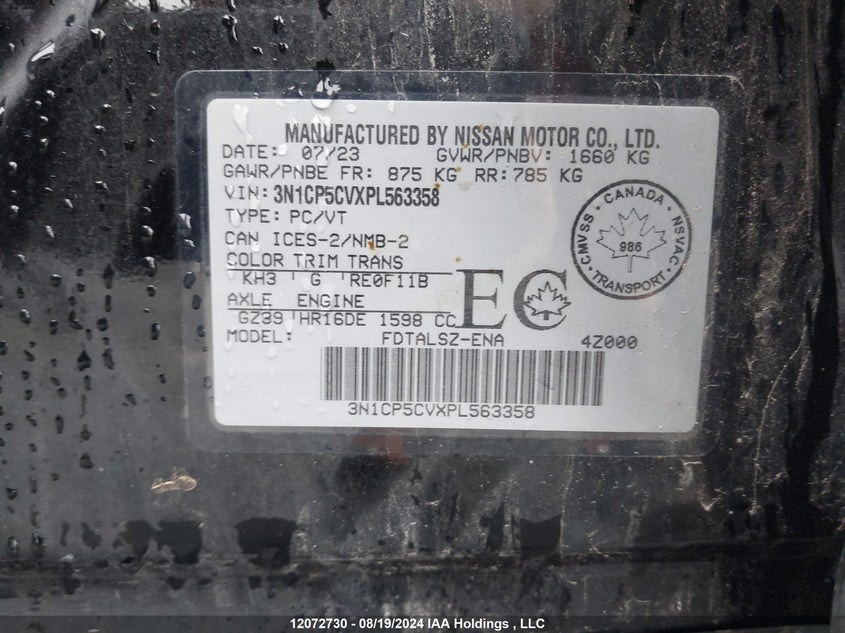 MANUFACTURED BY NISSAN MOTOR CO., LTD.
DATE: 07/23 GVWR/PNBV: 1660 KG
GAWR/PNBE FR: 875 KG RR:785 KG
VIN: 3N1CP5CVXPL563358
TYPE: PC/VT
CAN ICES-2/NMB-2
COLOR TRIM TRANS
KH3 G RE0F11B
AXLE ENGINE
GZ39 HR16DE 1598 CC
EC
CANADA
CMVSS NSVAC
986
TRANSPORT
MODEL: FDTALSZ-ENA 4Z000
3N1CP5CVXPL563358
12072730 - 08/19/2024 IAA Holdings , LLC